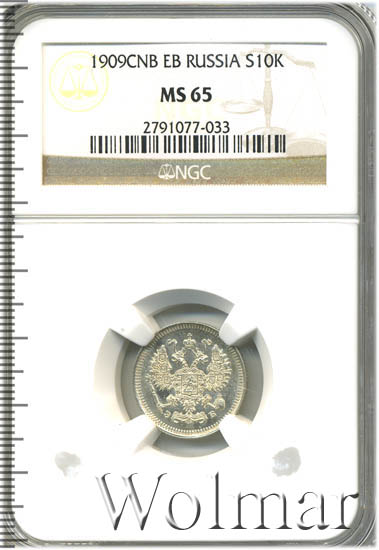 1909CNB EB RUSSIA S10K
MS 65
2791077-033
NGC
Э Б
Wolmar